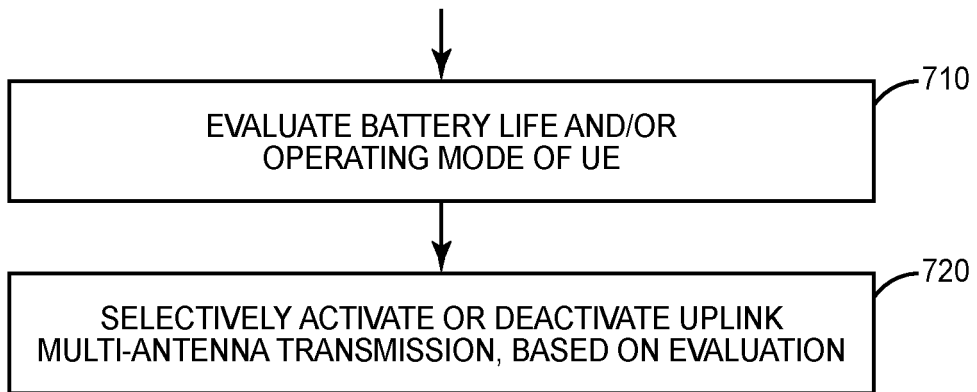 710
EVALUATE BATTERY LIFE AND/OR
OPERATING MODE OF UE
720
SELECTIVELY ACTIVATE OR DEACTIVATE UPLINK
MULTI-ANTENNA TRANSMISSION, BASED ON EVALUATION